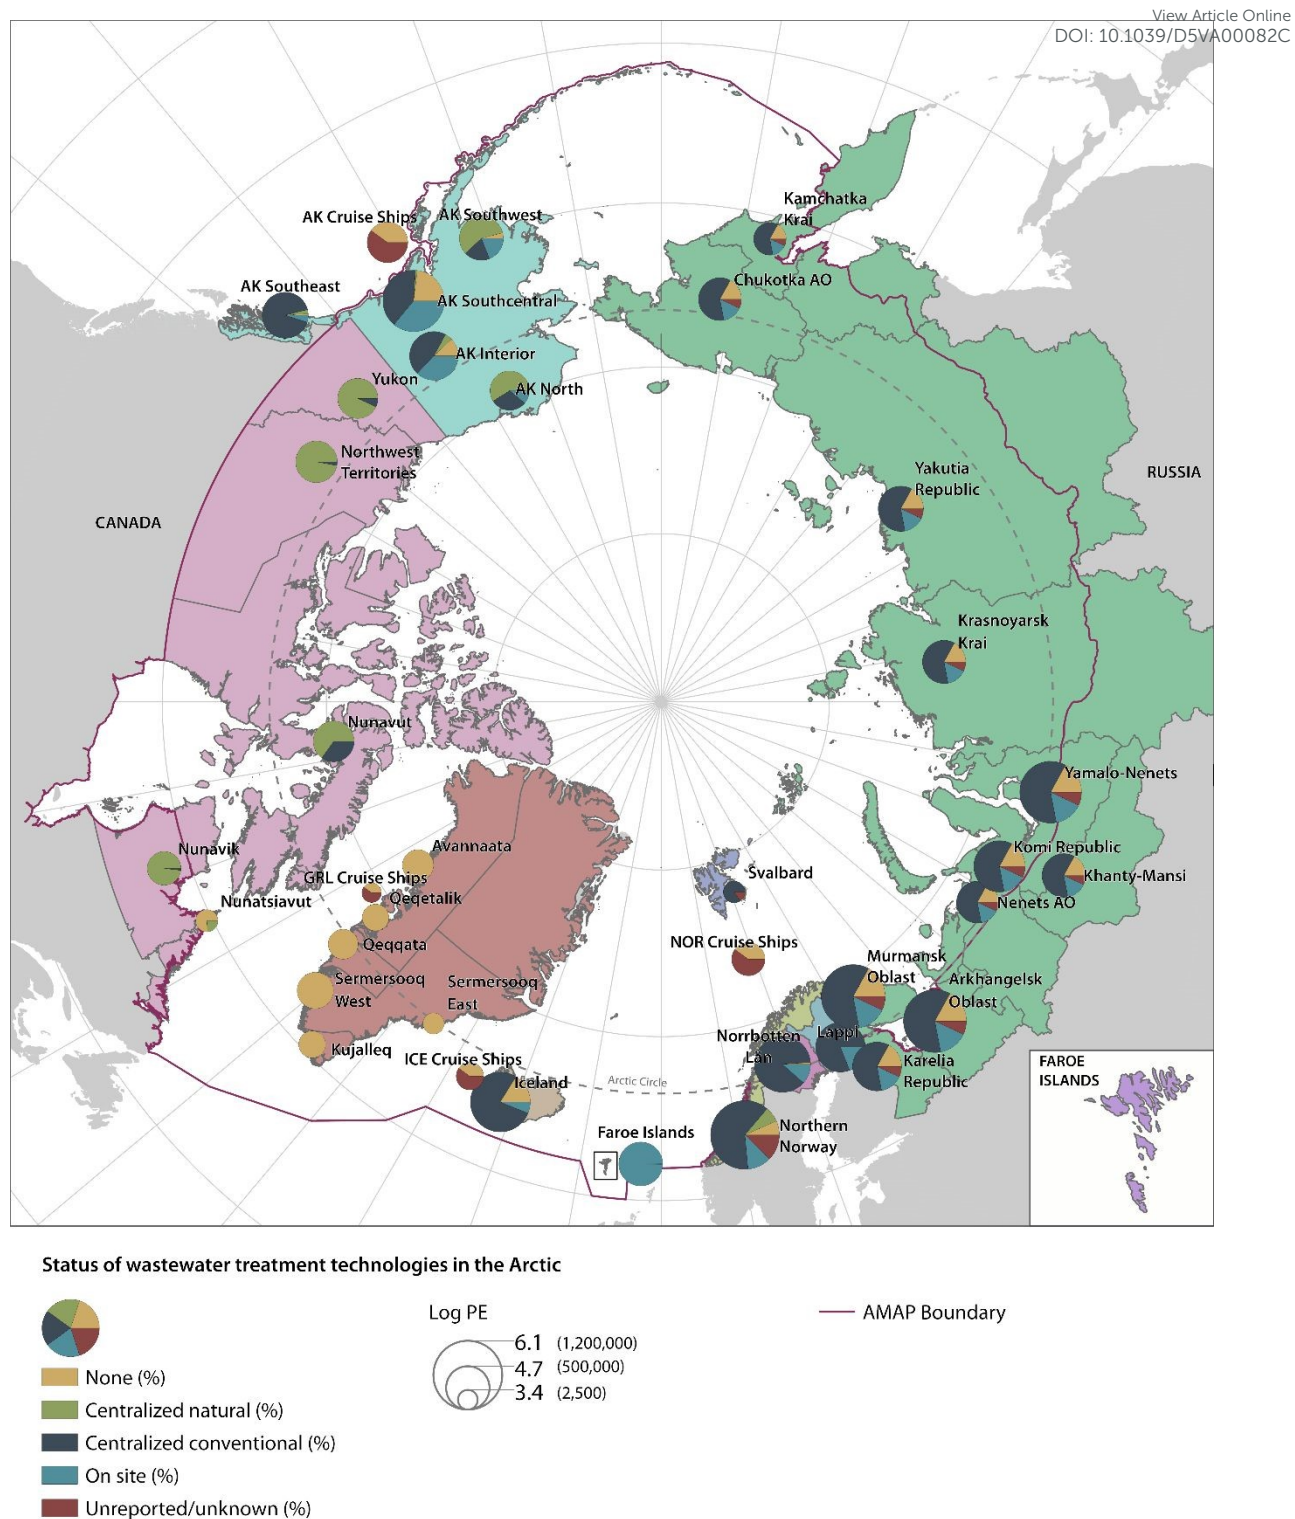 View Article Online
DOI: 10.1039/D5VA00082C
Kamchatka
Krai
AK Cruise Ships
AK Southwest
Chukotka AO
AK Southeast
AK Southcentral
AK Interior
Yukon
AK North
Northwest
Territories
Yakutia
Republic
RUSSIA
CANADA
Krasnoyarsk
Krai
Nunavut
Yamalo-Nenets
Avannaata
Komi Republic
Nunavik
GRL Cruise Ships
Svalbard
Khanty-Mansi
Qeqetalik
Nunatsiavut
Nenets AO
Qeqqata
NOR Cruise Ships
Murmansk
Oblast
Sermersooq
West
Sermersooq
East
Arkhangelsk
Oblast
Kujalleq
Norrbotten
Län
Lappi
ICE Cruise Ships
Iceland
Arctic Circle
Karelia
Republic
FAROE
ISLANDS
Faroe Islands
Northern
Norway
Status of wastewater treatment technologies in the Arctic
None (%)
Centralized natural (%)
Centralized conventional (%)
On site (%)
Unreported/unknown (%)
Log PE
6.1 (1,200,000)
4.7 (500,000)
3.4 (2,500)
AMAP Boundary